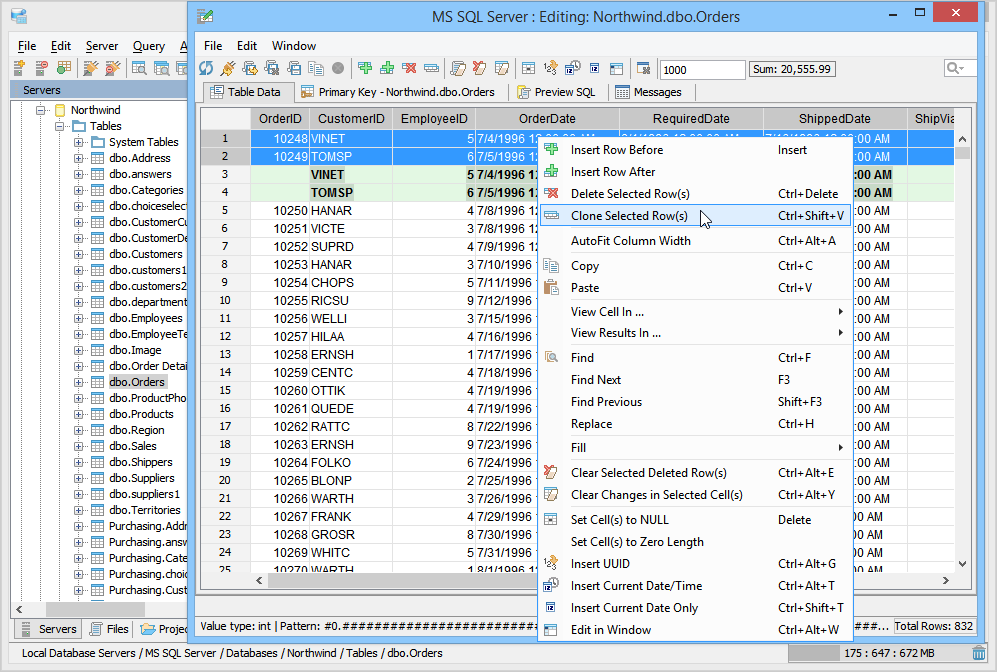 MS SQL Server : Editing: Northwind.dbo.Orders
File Edit Server Query A
File Edit Window
1000 Sum: 20,555.99
Servers
Table Data Primary Key - Northwind.dbo.Orders Preview SQL Messages
Northwind
Tables
System Tables
dbo.Address
dbo.answers
dbo.Categories
dbo.choiceselect
dbo.CustomerCu
dbo.CustomerDe
dbo.Customers
dbo.customers1
dbo.customers2
dbo.department
dbo.Employees
dbo.EmployeeTe
dbo.Image
dbo.Order Detai
dbo.Orders
dbo.ProductPho
dbo.Products
dbo.Region
dbo.Sales
dbo.Shippers
dbo.Suppliers
dbo.suppliers1
dbo.Territories
Purchasing.Addr
Purchasing.answ
Purchasing.Cate
Purchasing.choic
Purchasing.Cust
OrderID CustomerID EmployeeID OrderDate RequiredDate ShippedDate ShipVia
1 10248 VINET 5 7/4/1996 12:00:00 AM
2 10249 TOMSP 6 7/5/1996 12
3 VINET 5 7/4/1996 12 :00 AM
4 TOMSP 6 7/5/1996 12 :00 AM
5 10250 HANAR 4 7/8/1996 12 :00 AM
6 10251 VICTE 3 7/8/1996 12 :00 AM
7 10252 SUPRD 4 7/9/1996 12 :00 AM
8 10253 HANAR 3 7/10/1996 :00 AM
9 10254 CHOPS 5 7/11/1996 :00 AM
10 10255 RICSU 9 7/12/1996 :00 AM
11 10256 WELLI 3 7/15/1996 :00 AM
12 10257 HILAA 4 7/16/1996 :00 AM
13 10258 ERNSH 1 7/17/1996 :00 AM
14 10259 CENTC 4 7/18/1996 :00 AM
15 10260 OTTIK 4 7/19/1996 :00 AM
16 10261 QUEDE 4 7/19/1996 :00 AM
17 10262 RATTC 8 7/22/1996 :00 AM
18 10263 ERNSH 9 7/23/1996 :00 AM
19 10264 FOLKO 6 7/24/1996 :00 AM
20 10265 BLONP 2 7/25/1996 :00 AM
21 10266 WARTH 3 7/26/1996 :00 AM
22 10267 FRANK 4 7/29/1996 :00 AM
23 10268 GROSR 8 7/30/1996 :00 AM
24 10269 WHITC 5 7/31/1996 :00 AM
25 10270 WARTH 1 8/1/1996 12 :00 AM
Insert Row Before Insert
Insert Row After
Delete Selected Row(s) Ctrl+Delete
Clone Selected Row(s) Ctrl+Shift+V
AutoFit Column Width Ctrl+Alt+A
Copy Ctrl+C
Paste Ctrl+V
View Cell In ...
View Results In ...
Find Ctrl+F
Find Next F3
Find Previous Shift+F3
Replace Ctrl+H
Fill
Clear Selected Deleted Row(s) Ctrl+Alt+E
Clear Changes in Selected Cell(s) Ctrl+Alt+Y
Set Cell(s) to NULL Delete
Set Cell(s) to Zero Length
Insert UUID Ctrl+Alt+G
Insert Current Date/Time Ctrl+Alt+T
Insert Current Date Only Ctrl+Shift+T
Edit in Window Ctrl+Alt+W
Servers Files Projec
Value type: int | Pattern: #0.######################## #... Total Rows: 832
Local Database Servers / MS SQL Server / Databases / Northwind / Tables / dbo.Orders 175 : 647 : 672 MB